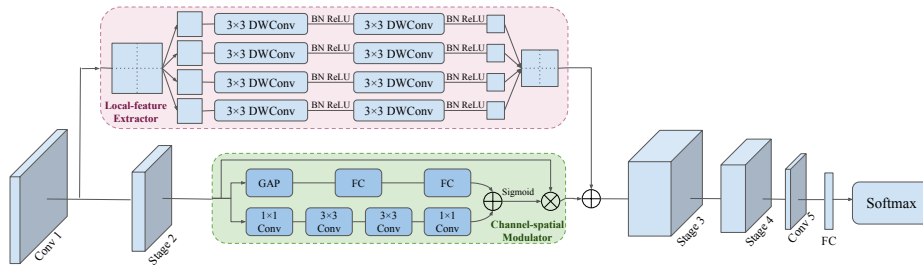 3×3 DWConv
BN ReLU
3×3 DWConv
BN ReLU
3×3 DWConv
BN ReLU
3×3 DWConv
BN ReLU
3×3 DWConv
BN ReLU
3×3 DWConv
BN ReLU
3×3 DWConv
BN ReLU
3×3 DWConv
BN ReLU
Local-feature
Extractor
Conv 1
Stage 2
GAP
FC
FC
Sigmoid
1×1
Conv
3×3
Conv
3×3
Conv
1×1
Conv
Channel-spatial
Modulator
Stage 3
Stage 4
Conv 5
FC
Softmax